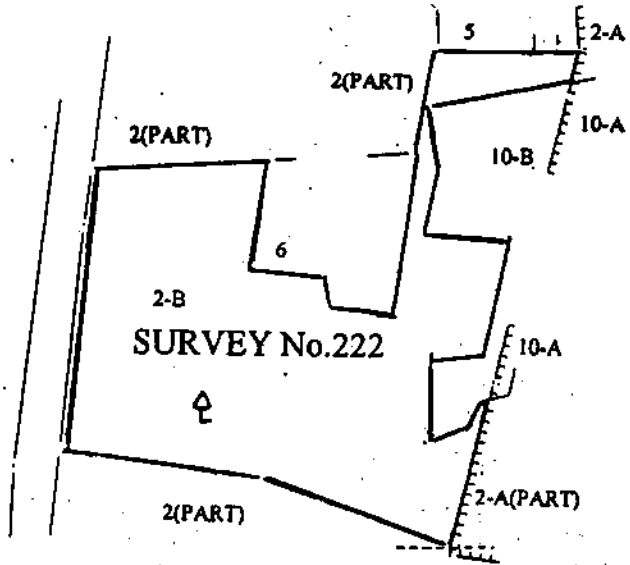 5
2-A
2(PART)
10-A
2(PART)
10-B
6
2-B
SURVEY No.222
10-A
2-A(PART)
2(PART)